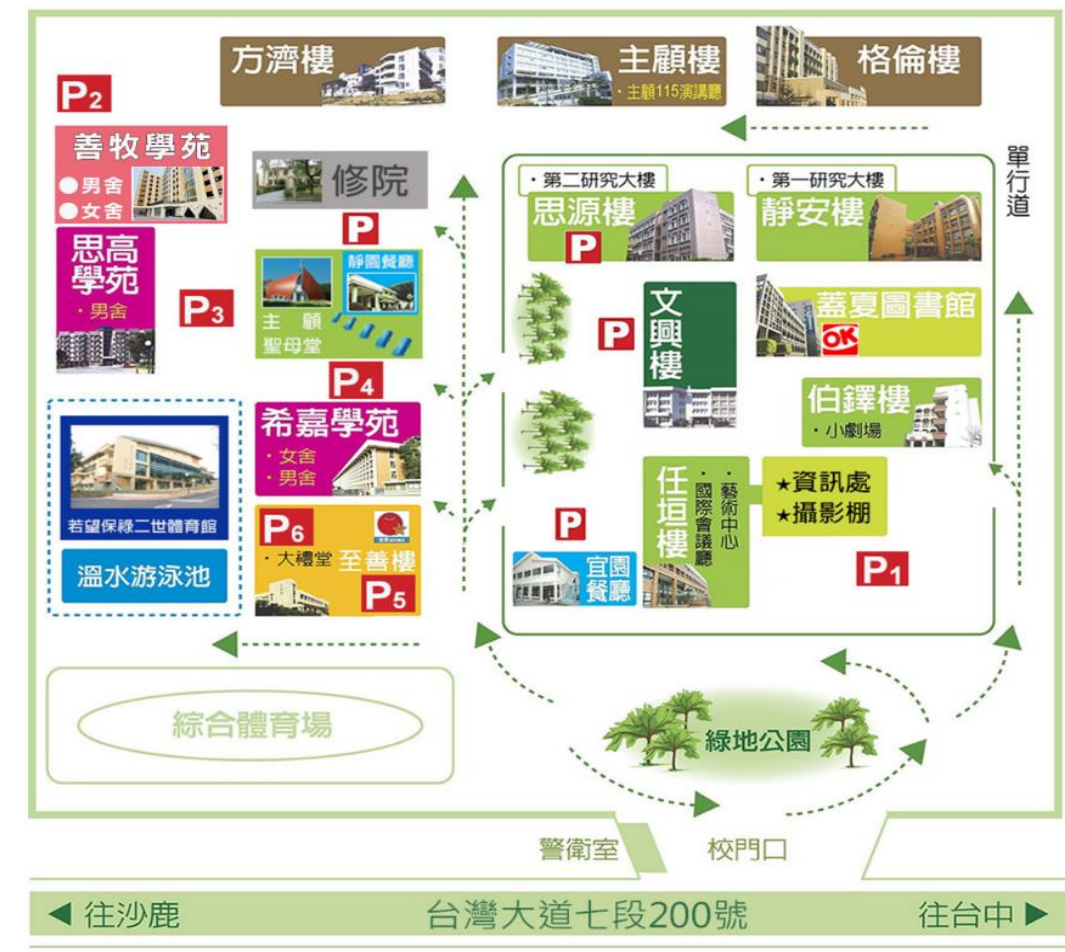 方濟樓
主顧樓
・主顧115演講廳
格倫樓
P2
善牧學苑
●男舍
●女舍
修院
單行道
・第二研究大樓
思源樓
P
・第一研究大樓
靜安樓
思高
學苑
・男舍
P3
P
靜園餐廳
主顧
聖母堂
P
文興樓
蓋夏圖書館
OK
P4
希嘉學苑
・女舍
・男舍
伯鐸樓
・小劇場
若望保祿二世體育館
溫水游泳池
P6
・大禮堂 至善樓
P5
P
宜園
餐廳
任垣樓
・國際會議廳
・藝術中心
★資訊處
★攝影棚
P1
綜合體育場
綠地公園
警衛室
校門口
◀ 往沙鹿
台灣大道七段200號
往台中 ▶